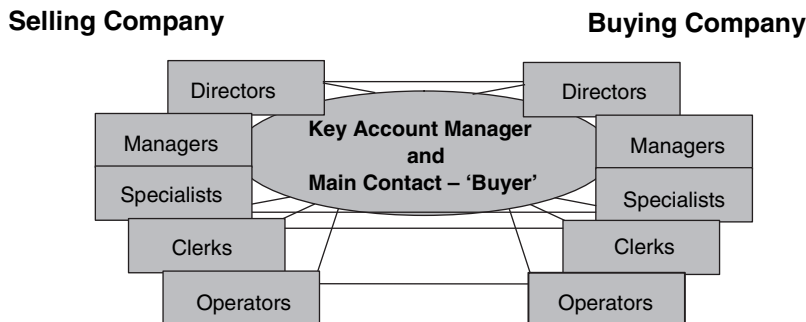 Selling Company
Buying Company
Directors
Directors
Key Account Manager
and
Main Contact – ‘Buyer’
Managers
Managers
Specialists
Specialists
Clerks
Clerks
Operators
Operators